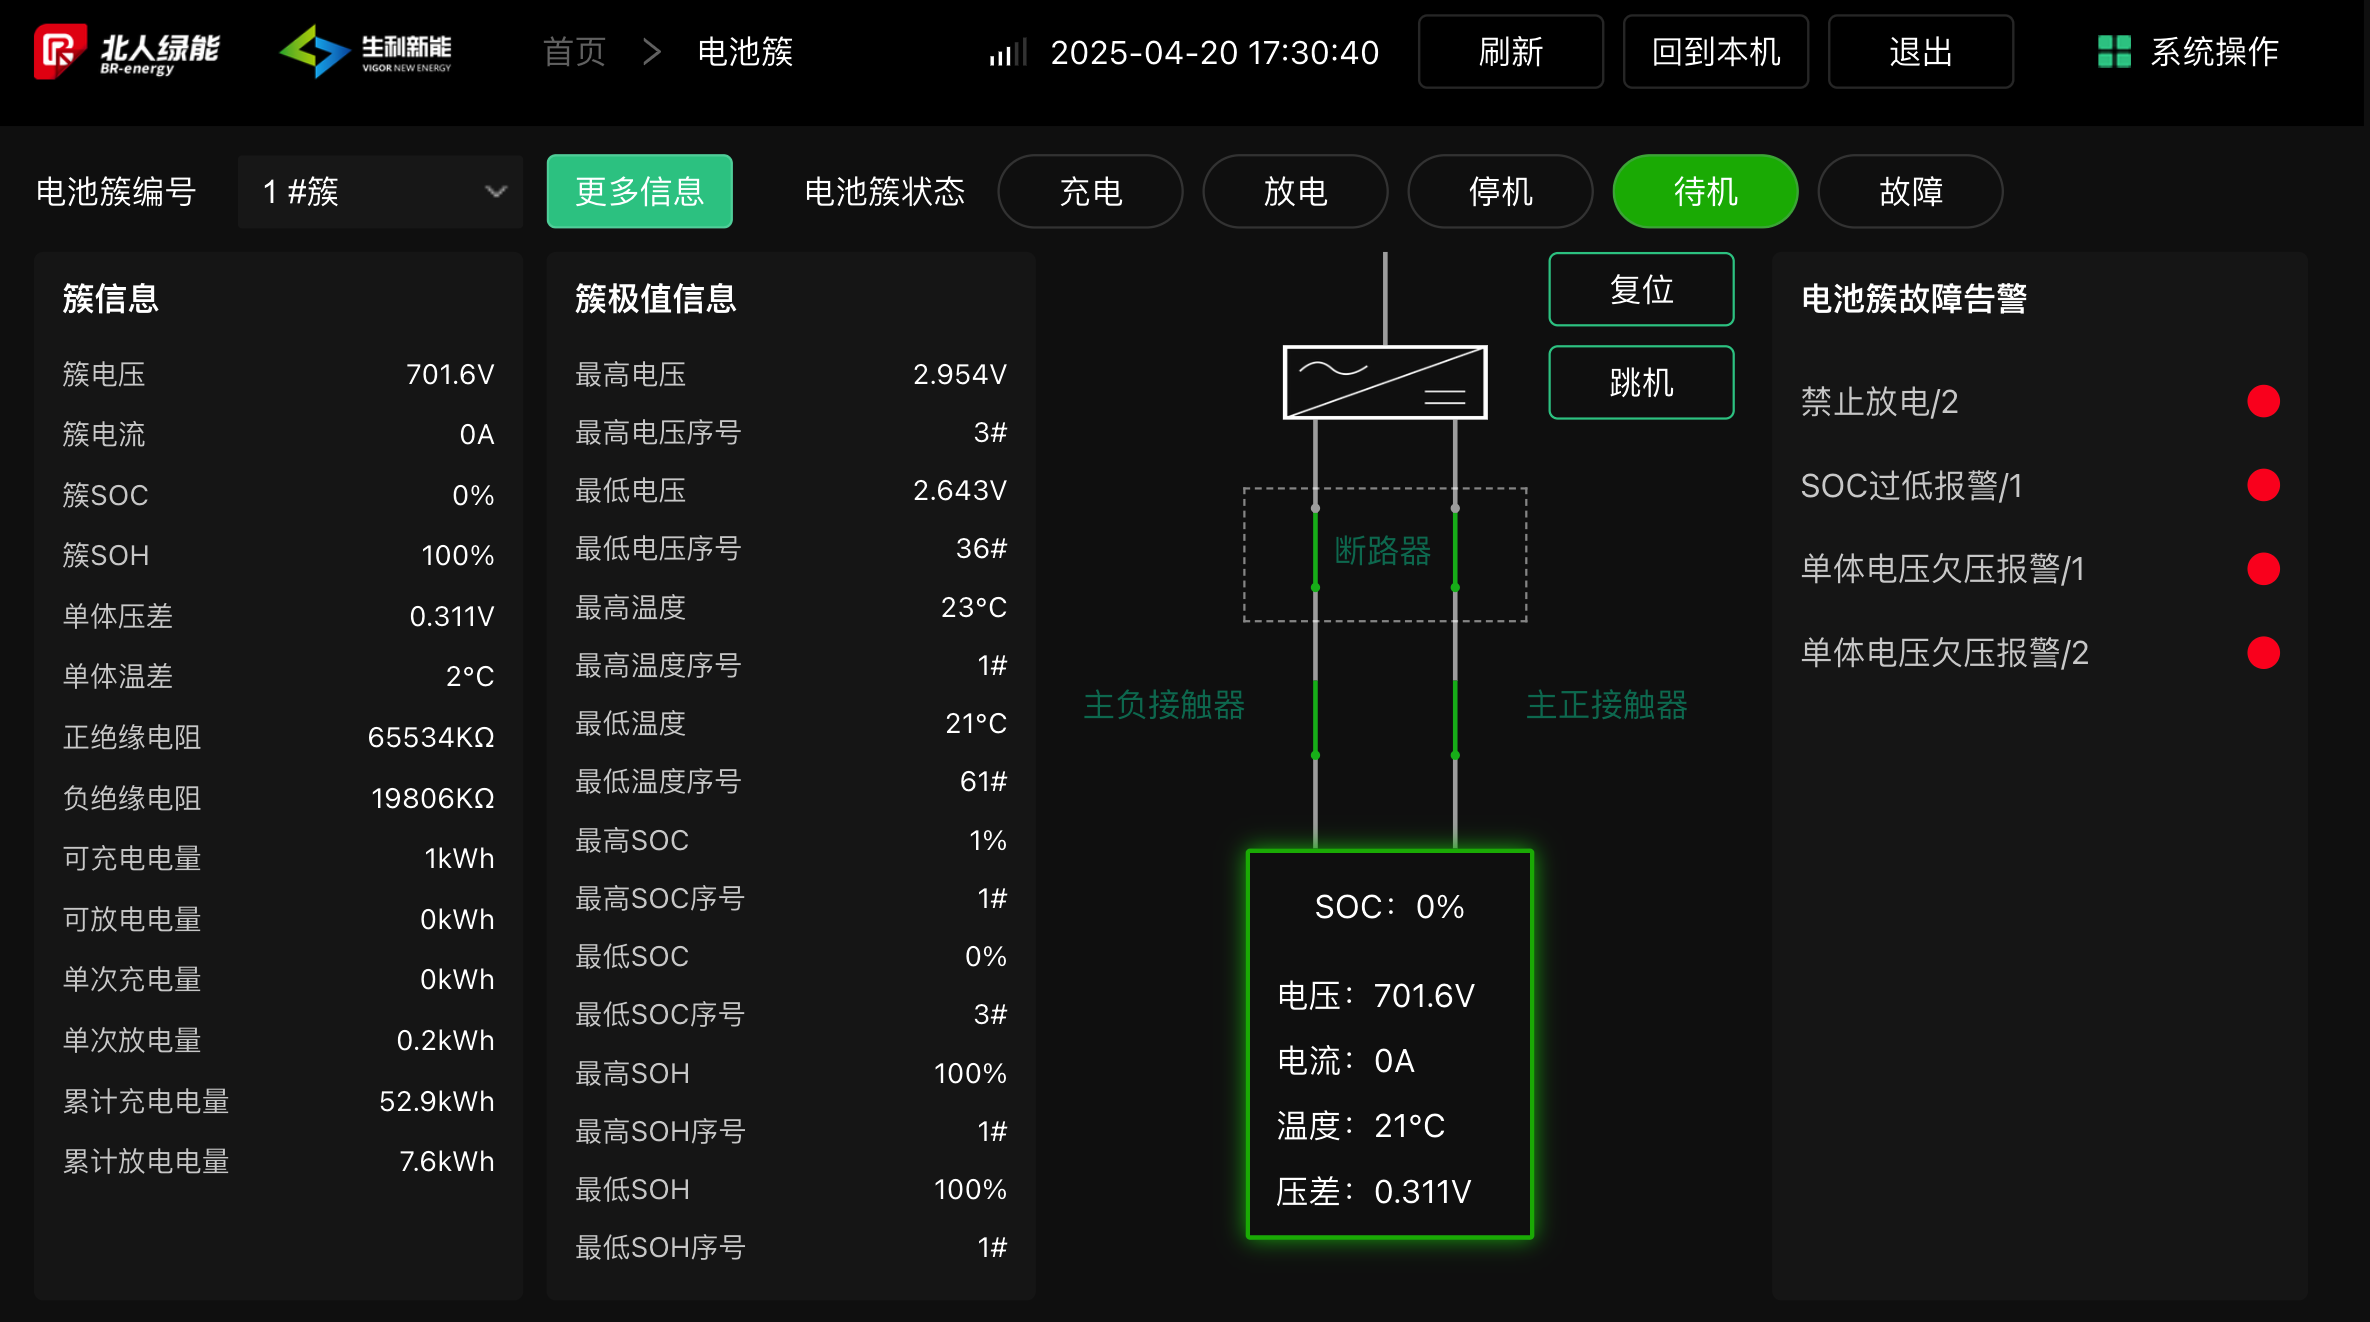 北人绿能
BR-energy
生利新能
VIGOR NEW ENERGY
首页 > 电池簇
2025-04-20 17:30:40
刷新
回到本机
退出
系统操作
电池簇编号
1 #簇
更多信息
电池簇状态
充电
放电
停机
待机
故障
簇信息
簇电压 701.6V
簇电流 0A
簇SOC 0%
簇SOH 100%
单体压差 0.311V
单体温差 2°C
正绝缘电阻 65534KΩ
负绝缘电阻 19806KΩ
可充电电量 1kWh
可放电电量 0kWh
单次充电量 0kWh
单次放电量 0.2kWh
累计充电电量 52.9kWh
累计放电电量 7.6kWh
簇极值信息
最高电压 2.954V
最高电压序号 3#
最低电压 2.643V
最低电压序号 36#
最高温度 23°C
最高温度序号 1#
最低温度 21°C
最低温度序号 61#
最高SOC 1%
最高SOC序号 1#
最低SOC 0%
最低SOC序号 3#
最高SOH 100%
最高SOH序号 1#
最低SOH 100%
最低SOH序号 1#
复位
跳机
断路器
主负接触器
主正接触器
SOC：0%
电压：701.6V
电流：0A
温度：21°C
压差：0.311V
电池簇故障告警
禁止放电/2
SOC过低报警/1
单体电压欠压报警/1
单体电压欠压报警/2